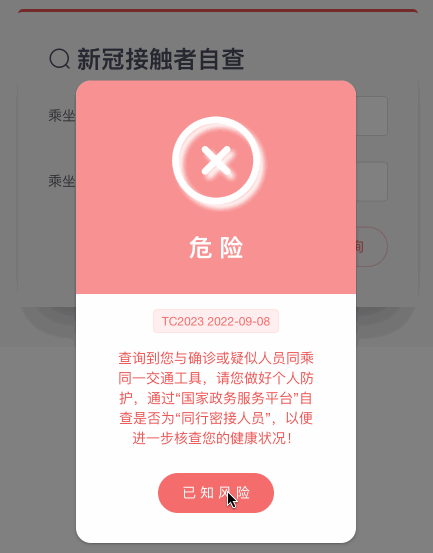 新冠接触者自查
乘坐
乘坐
询
危险
TC2023 2022-09-08
查询到您与确诊或疑似人员同乘
同一交通工具，请您做好个人防
护，通过“国家政务服务平台”自
查是否为“同行密接人员”，以便
进一步核查您的健康状况！
已知风险